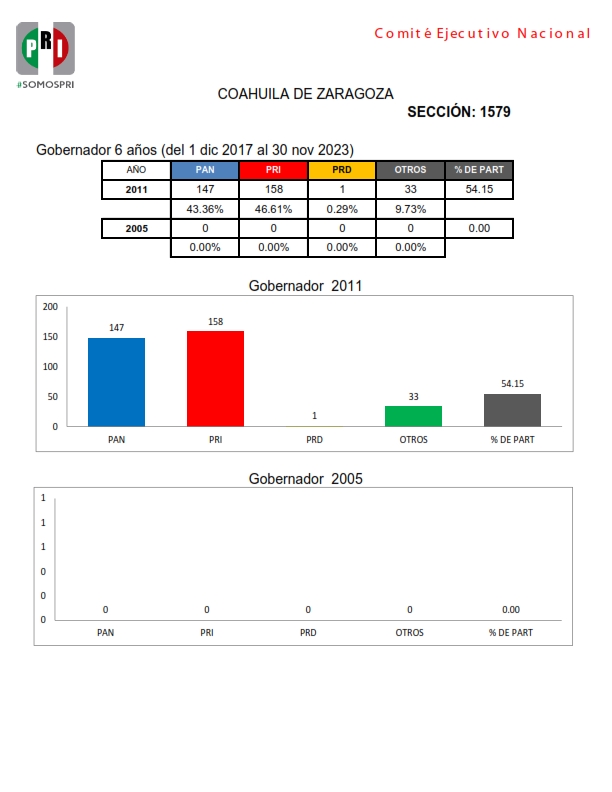 PRI
Comité Ejecutivo Nacional
#SOMOSPRI
COAHUILA DE ZARAGOZA
SECCIÓN: 1579
Gobernador 6 años (del 1 dic 2017 al 30 nov 2023)
AÑO PAN PRI PRD OTROS % DE PART
2011 147 158 1 33 54.15
43.36% 46.61% 0.29% 9.73%
2005 0 0 0 0 0.00
0.00% 0.00% 0.00% 0.00%
Gobernador 2011
200
150
100
50
0
147 158 1 33 54.15
PAN PRI PRD OTROS % DE PART
Gobernador 2005
1
1
1
0
0
0
0 0 0 0 0.00
PAN PRI PRD OTROS % DE PART